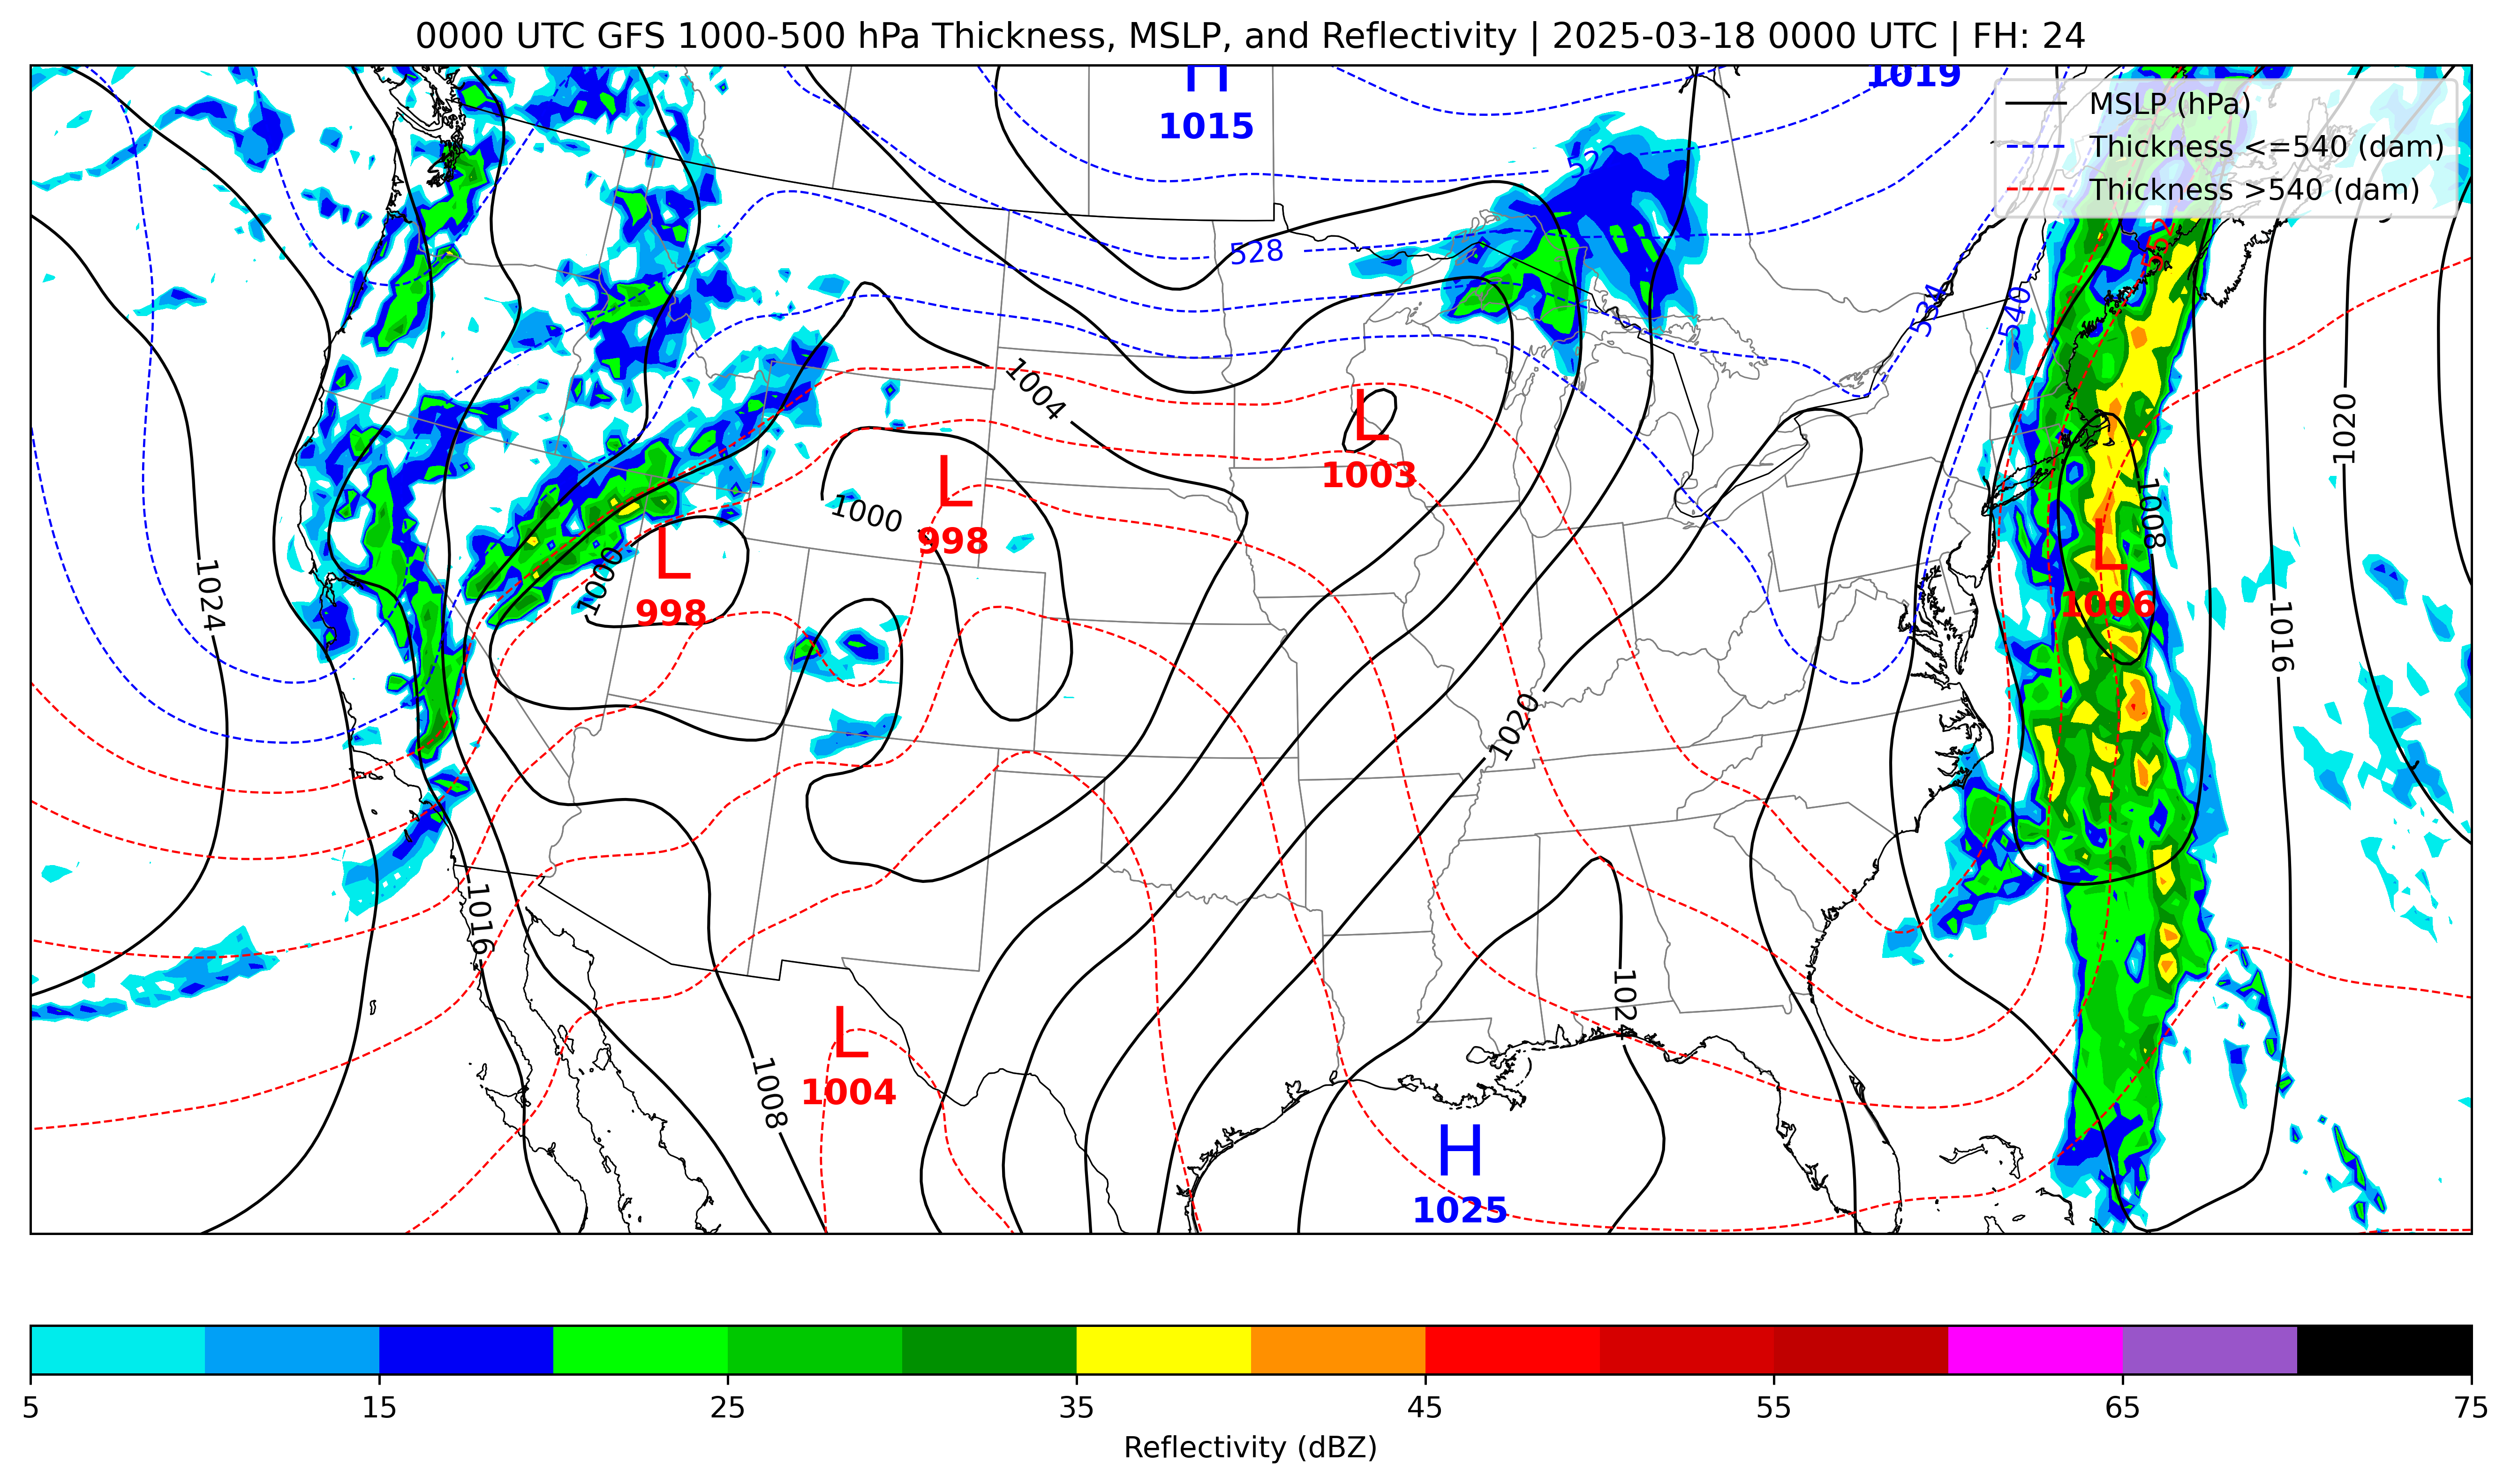 0000 UTC GFS 1000-500 hPa Thickness, MSLP, and Reflectivity | 2025-03-18 0000 UTC | FH: 24
H
1015
1019
MSLP (hPa)
Thickness <=540 (dam)
Thickness >540 (dam)
528
534
540
1004
L
1003
1020
L
998
1000
L
998
1000
1008
L
1006
1024
1016
1020
1016
1024
L
1004
1008
H
1025
5
15
25
35
45
55
65
75
Reflectivity (dBZ)